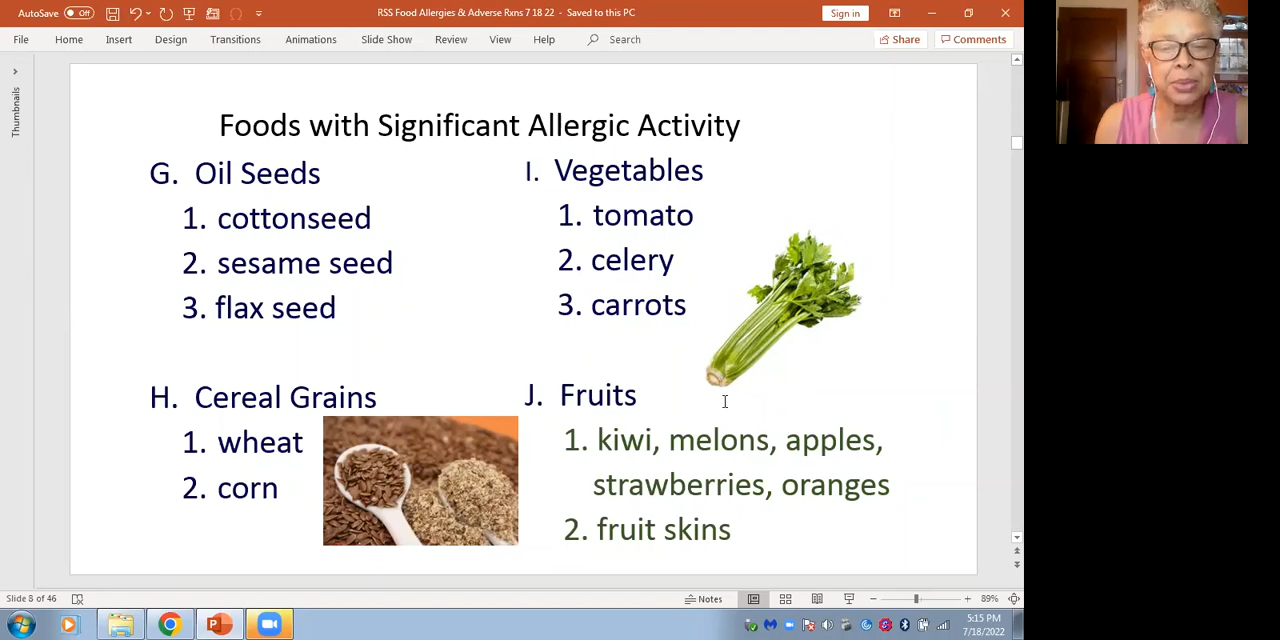 AutoSave Off
RSS Food Allergies & Adverse Rxns 7 18 22 - Saved to this PC
Sign in
File Home Insert Design Transitions Animations Slide Show Review View Help Search
Share Comments
Thumbnails
Foods with Significant Allergic Activity
G. Oil Seeds
1. cottonseed
2. sesame seed
3. flax seed
H. Cereal Grains
1. wheat
2. corn
I. Vegetables
1. tomato
2. celery
3. carrots
J. Fruits
1. kiwi, melons, apples,
strawberries, oranges
2. fruit skins
Slide 8 of 46
Notes
89%
5:15 PM
7/18/2022